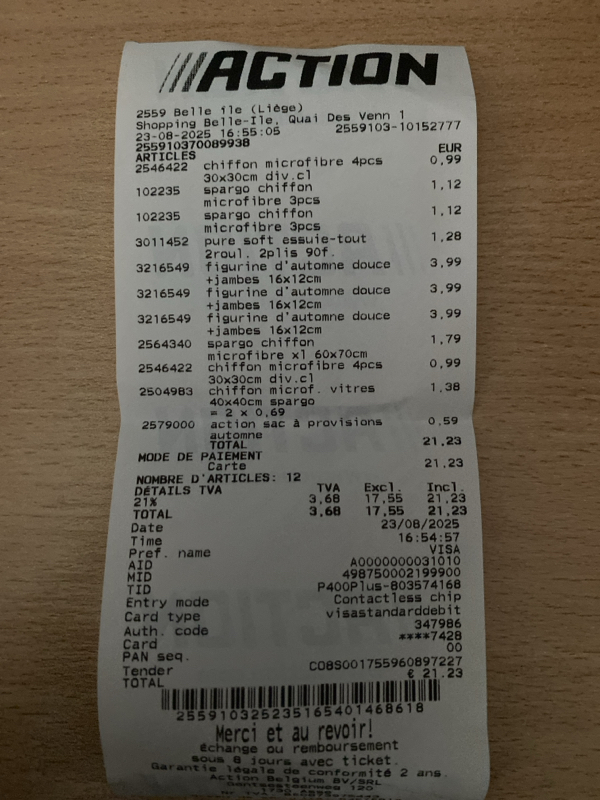 ACTION
2559 Belle île (Liège)
Shopping Belle-Ile, Quai Des Venn 1
23-08-2025 16:55:05 2559103-10152777
255910370089938
ARTICLES EUR
2546422 chiffon microfibre 4pcs 0,99
30x30cm div.cl
102235 spargo chiffon 1,12
microfibre 3pcs
102235 spargo chiffon 1,12
microfibre 3pcs
3011452 pure soft essuie-tout 1,28
2roul. 2plis 90f.
3216549 figurine d'automne douce 3,99
+jambes 16x12cm
3216549 figurine d'automne douce 3,99
+jambes 16x12cm
3216549 figurine d'automne douce 3,99
+jambes 16x12cm
2564340 spargo chiffon 1,79
microfibre xl 60x70cm
2546422 chiffon microfibre 4pcs 0,99
30x30cm div.cl
2504983 chiffon microf. vitres 1,38
40x40cm spargo
= 2 x 0,69
2579000 action sac à provisions 0,59
automne
TOTAL 21,23
MODE DE PAIEMENT
Carte 21,23
NOMBRE D'ARTICLES: 12
DÉTAILS TVA TVA Excl. Incl.
21% 3,68 17,55 21,23
TOTAL 3,68 17,55 21,23
Date 23/08/2025
Time 16:54:57
Pref. name VISA
AID A0000000031010
MID 498750002199900
TID P400Plus-803574168
Entry mode Contactless chip
Card type visastandarddebit
Auth. code 347986
Card ****7428
PAN seq. 00
Tender CO8S001755960897227
TOTAL € 21.23
2559103252351654014686​18
Merci et au revoir!
échange ou remboursement
sous 8 jours avec ticket.
Garantie légale de conformité 2 ans.
Action Belgium BV/SRL
120